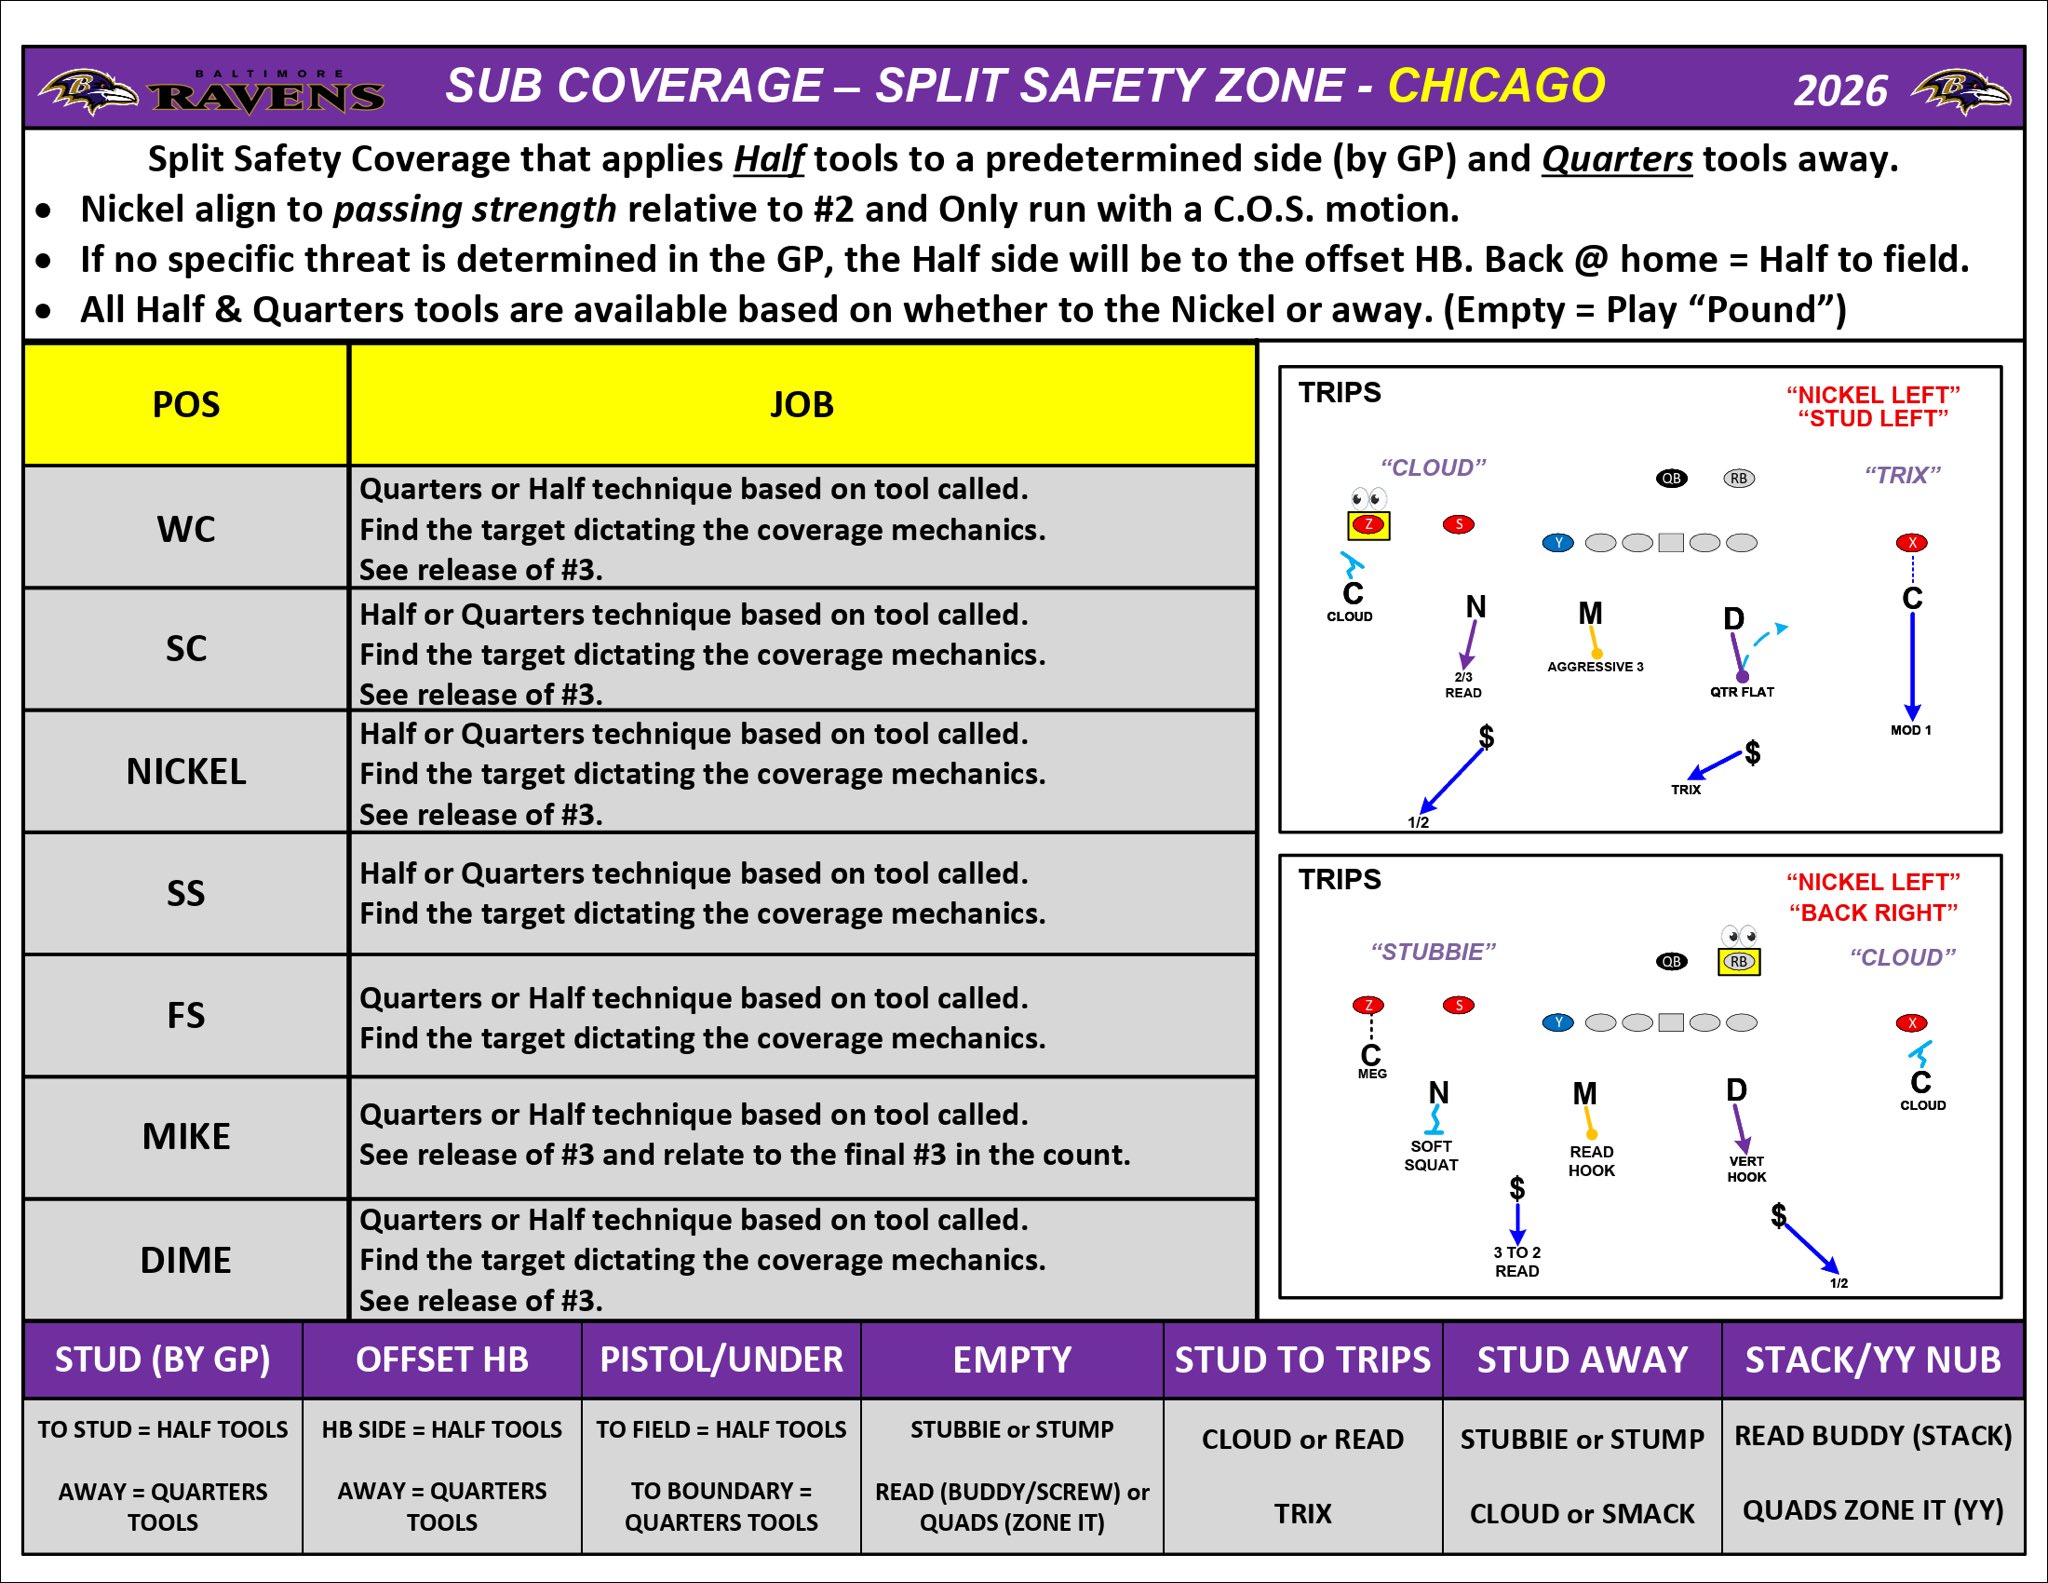 BALTIMORE
RAVENS
SUB COVERAGE – SPLIT SAFETY ZONE - CHICAGO
2026
Split Safety Coverage that applies Half tools to a predetermined side (by GP) and Quarters tools away.
• Nickel align to passing strength relative to #2 and Only run with a C.O.S. motion.
• If no specific threat is determined in the GP, the Half side will be to the offset HB. Back @ home = Half to field.
• All Half & Quarters tools are available based on whether to the Nickel or away. (Empty = Play “Pound”)
POS
JOB
WC
Quarters or Half technique based on tool called.
Find the target dictating the coverage mechanics.
See release of #3.
SC
Half or Quarters technique based on tool called.
Find the target dictating the coverage mechanics.
See release of #3.
NICKEL
Half or Quarters technique based on tool called.
Find the target dictating the coverage mechanics.
See release of #3.
SS
Half or Quarters technique based on tool called.
Find the target dictating the coverage mechanics.
FS
Quarters or Half technique based on tool called.
Find the target dictating the coverage mechanics.
MIKE
Quarters or Half technique based on tool called.
See release of #3 and relate to the final #3 in the count.
DIME
Quarters or Half technique based on tool called.
Find the target dictating the coverage mechanics.
See release of #3.
TRIPS
“NICKEL LEFT”
“STUD LEFT”
“CLOUD”
“TRIX”
QB
RB
Z
S
Y
X
C
CLOUD
N
2/3
READ
M
AGGRESSIVE 3
D
QTR FLAT
C
MOD 1
$
1/2
$
TRIX
TRIPS
“NICKEL LEFT”
“BACK RIGHT”
“STUBBIE”
“CLOUD”
QB
RB
Z
S
Y
X
C
MEG
N
SOFT
SQUAT
M
READ
HOOK
D
VERT
HOOK
C
CLOUD
$
3 TO 2
READ
$
1/2
STUD (BY GP)
OFFSET HB
PISTOL/UNDER
EMPTY
STUD TO TRIPS
STUD AWAY
STACK/YY NUB
TO STUD = HALF TOOLS
AWAY = QUARTERS
TOOLS
HB SIDE = HALF TOOLS
AWAY = QUARTERS
TOOLS
TO FIELD = HALF TOOLS
TO BOUNDARY =
QUARTERS TOOLS
STUBBIE or STUMP
READ (BUDDY/SCREW) or
QUADS (ZONE IT)
CLOUD or READ
TRIX
STUBBIE or STUMP
CLOUD or SMACK
READ BUDDY (STACK)
QUADS ZONE IT (YY)